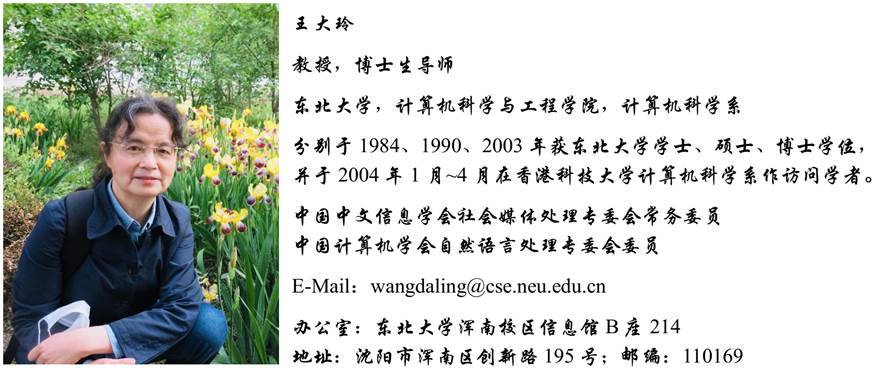 王大玲
教授，博士生导师
东北大学，计算机科学与工程学院，计算机科学系
分别于 1984、1990、2003 年获东北大学学士、硕士、博士学位，
并于 2004 年 1 月~4 月在香港科技大学计算机科学系作访问学者。
中国中文信息学会社会媒体处理专委会常务委员
中国计算机学会自然语言处理专委会委员
E-Mail：wangdaling@cse.neu.edu.cn
办公室：东北大学浑南校区信息馆 B 座 214
地址：沈阳市浑南区创新路 195 号；邮编：110169